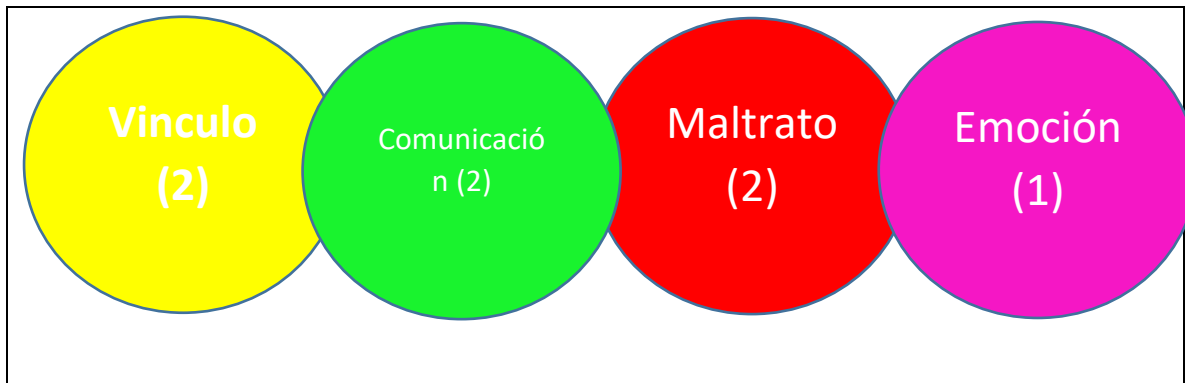 Vinculo
(2)
Comunicació
n (2)
Maltrato
(2)
Emoción
(1)